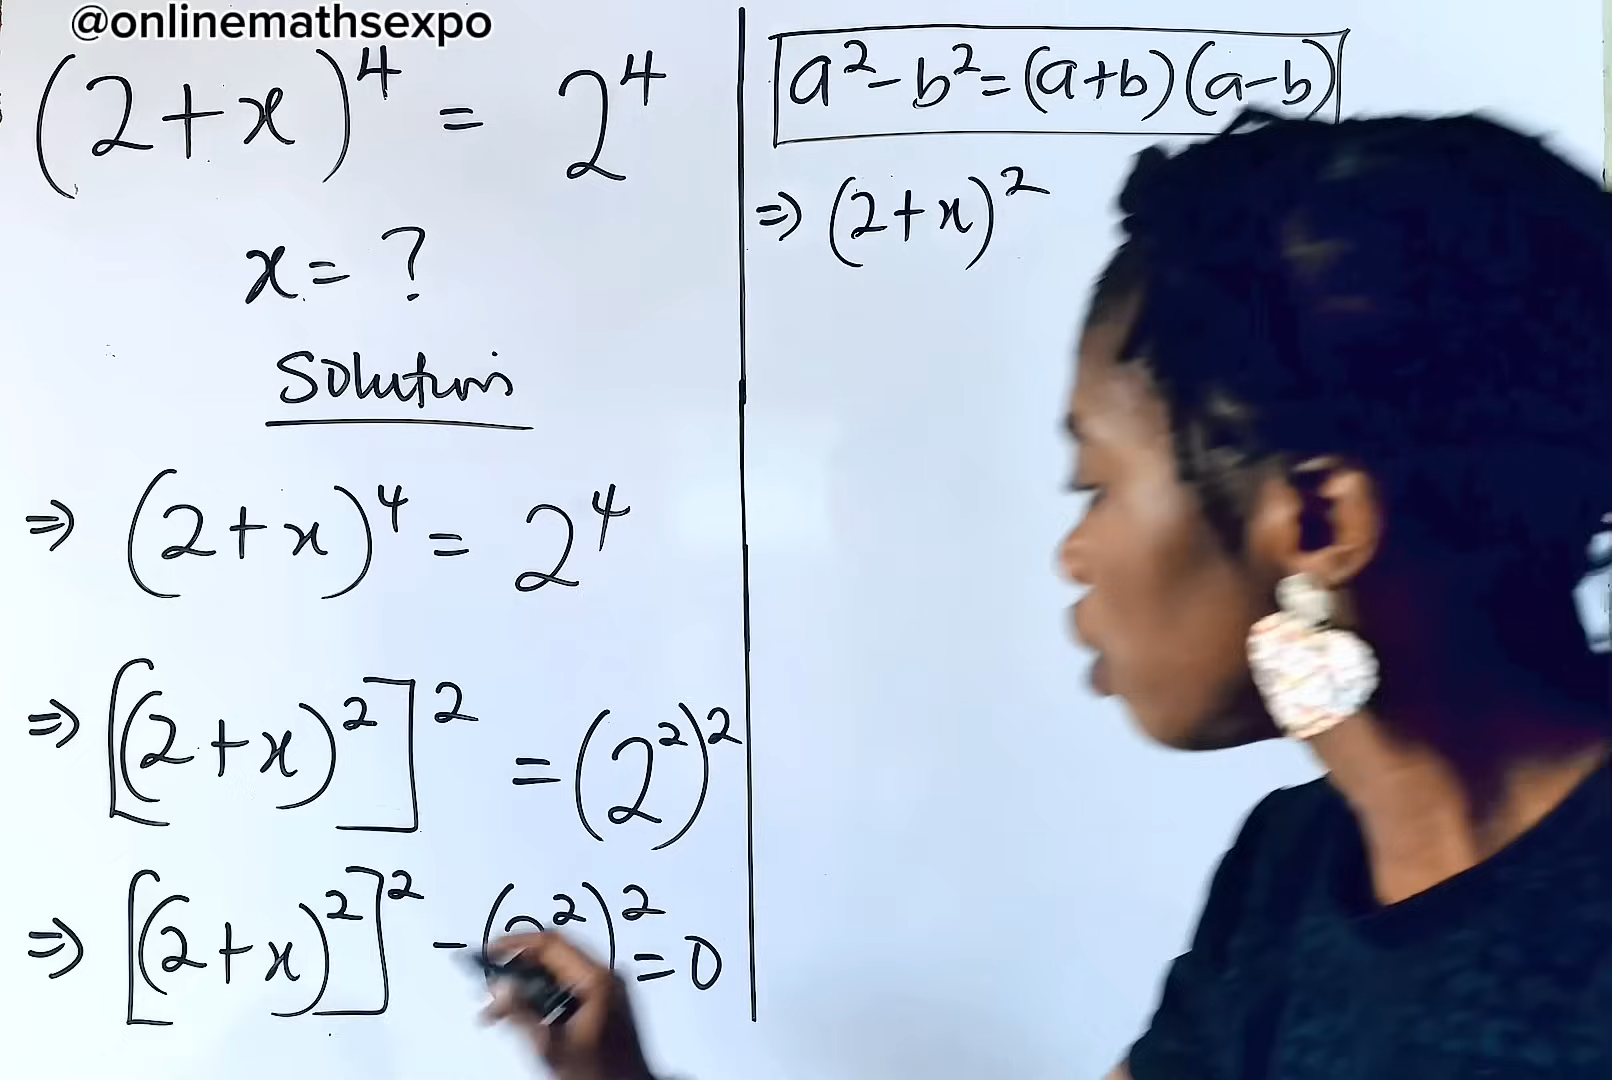 @onlinemathsexpo
(2+x)⁴ = 2⁴
x = ?
Solution
⇒ (2+x)⁴ = 2⁴
⇒ [(2+x)²]² = (2²)²
⇒ [(2+x)²]² - (2²)² = 0
a²-b²=(a+b)(a-b)
⇒ (2+x)²